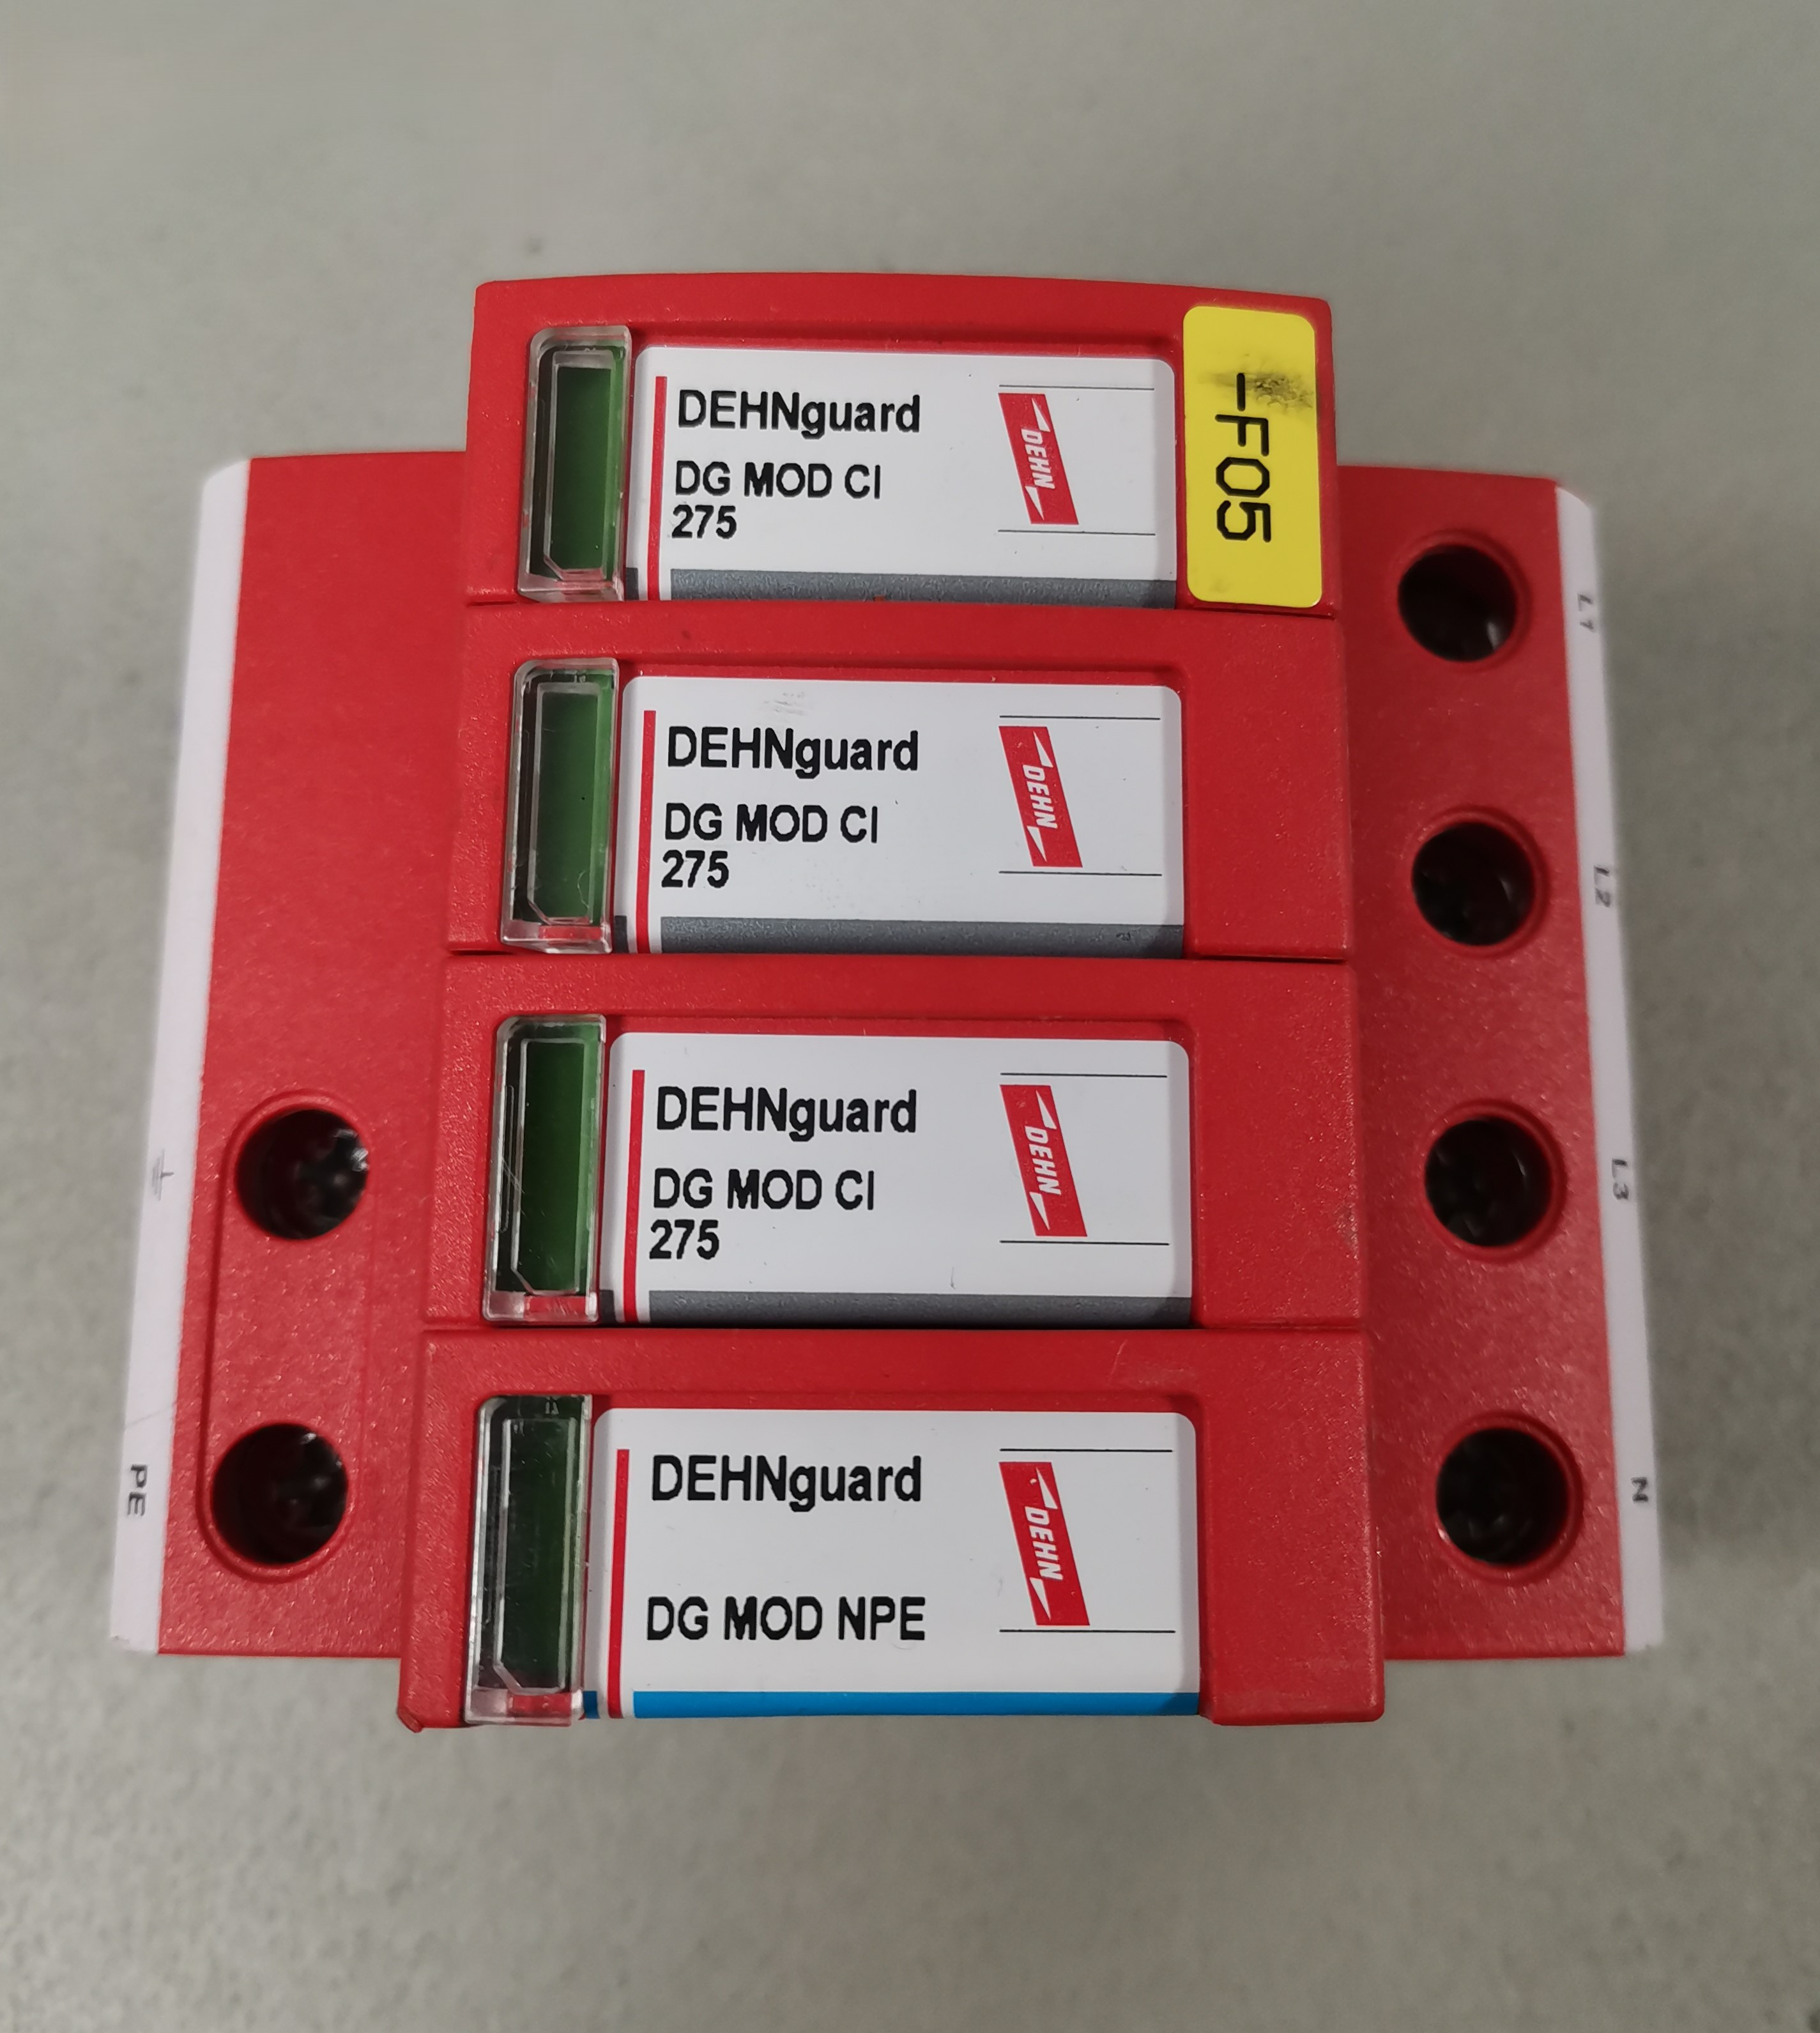 DEHNguard
DG MOD CI
275
DEHN
-F05
L1
DEHNguard
DG MOD CI
275
DEHN
L2
DEHNguard
DG MOD CI
275
DEHN
L3
DEHNguard
DG MOD NPE
DEHN
PE
N